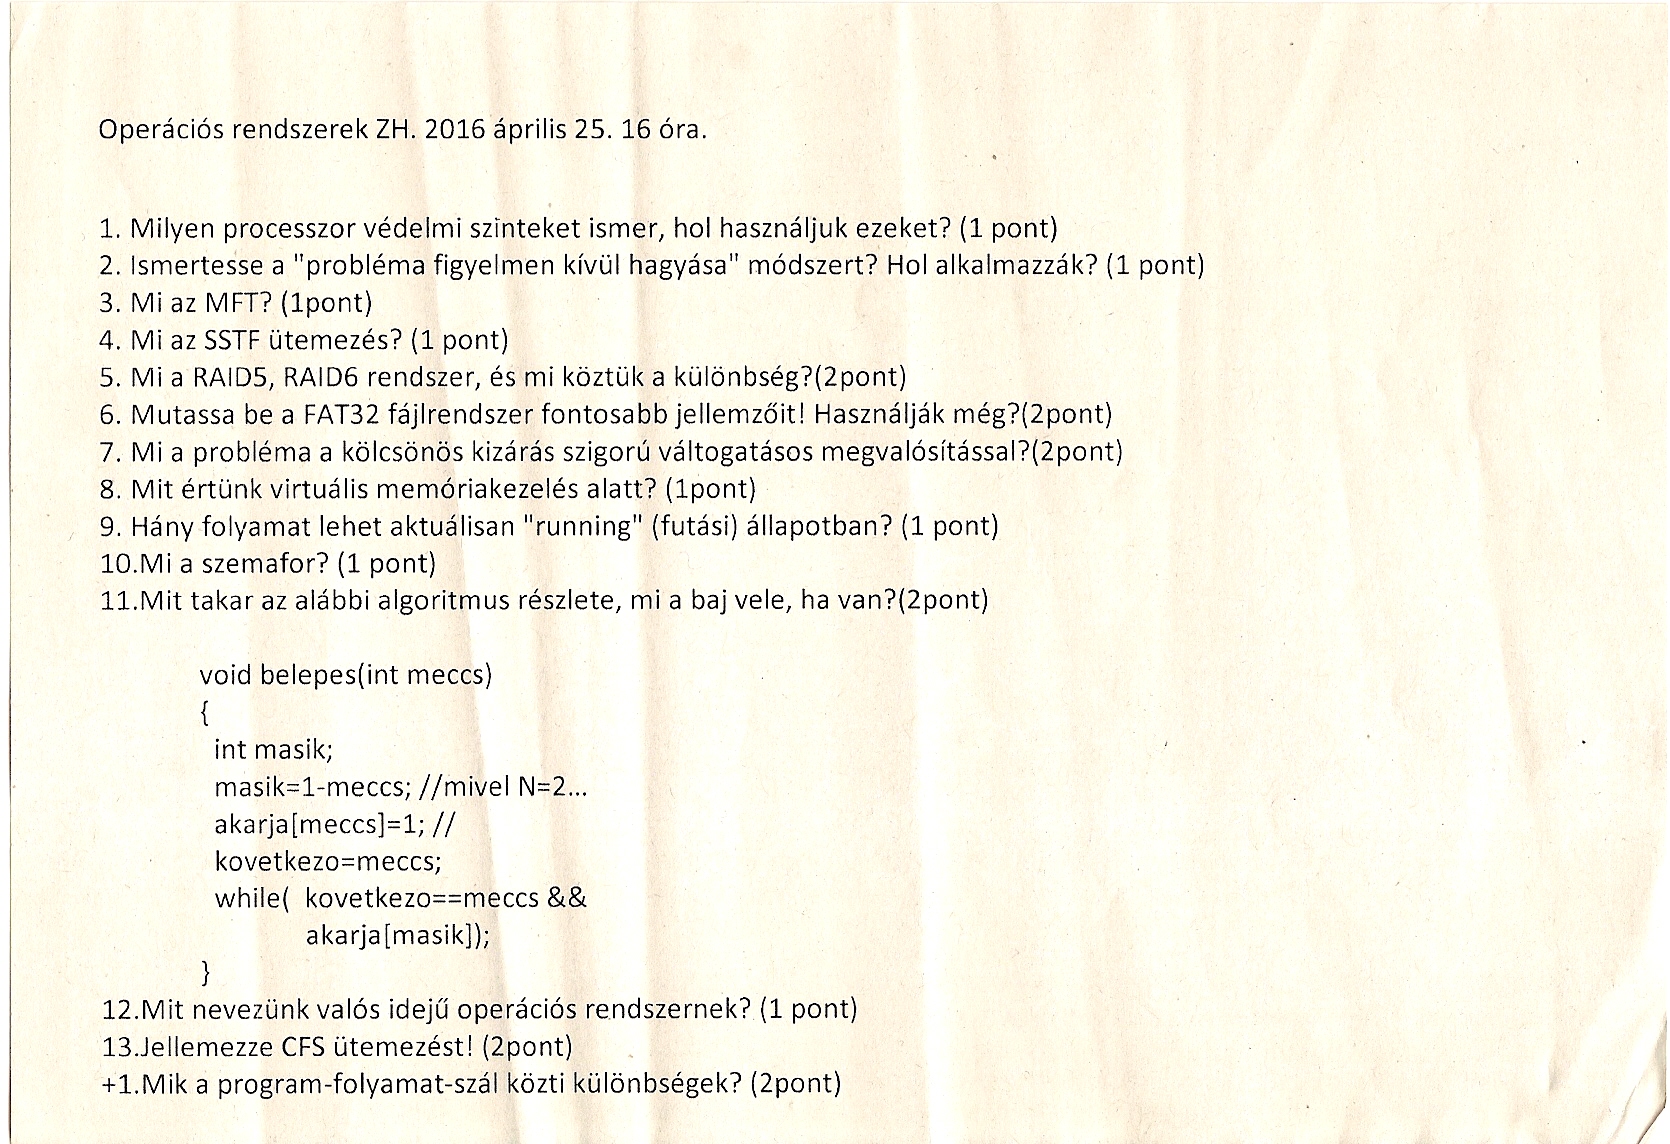 Operációs rendszerek ZH. 2016 április 25. 16 óra.
1. Milyen processzor védelmi szinteket ismer, hol használjuk ezeket? (1 pont)
2. Ismertesse a "probléma figyelmen kívül hagyása" módszert? Hol alkalmazzák? (1 pont)
3. Mi az MFT? (1pont)
4. Mi az SSTF ütemezés? (1 pont)
5. Mi a RAID5, RAID6 rendszer, és mi köztük a különbség?(2pont)
6. Mutassa be a FAT32 fájlrendszer fontosabb jellemzőit! Használják még?(2pont)
7. Mi a probléma a kölcsönös kizárás szigorú váltogatásos megvalósítással?(2pont)
8. Mit értünk virtuális memóriakezelés alatt? (1pont)
9. Hány folyamat lehet aktuálisan "running" (futási) állapotban? (1 pont)
10.Mi a szemafor? (1 pont)
11.Mit takar az alábbi algoritmus részlete, mi a baj vele, ha van?(2pont)
void belepes(int meccs)
{
int masik;
masik=1-meccs; //mivel N=2...
akarja[meccs]=1; //
kovetkezo=meccs;
while( kovetkezo==meccs &&
akarja[masik]);
}
12.Mit nevezünk valós idejű operációs rendszernek? (1 pont)
13.Jellemezze CFS ütemezést! (2pont)
+1.Mik a program-folyamat-szál közti különbségek? (2pont)